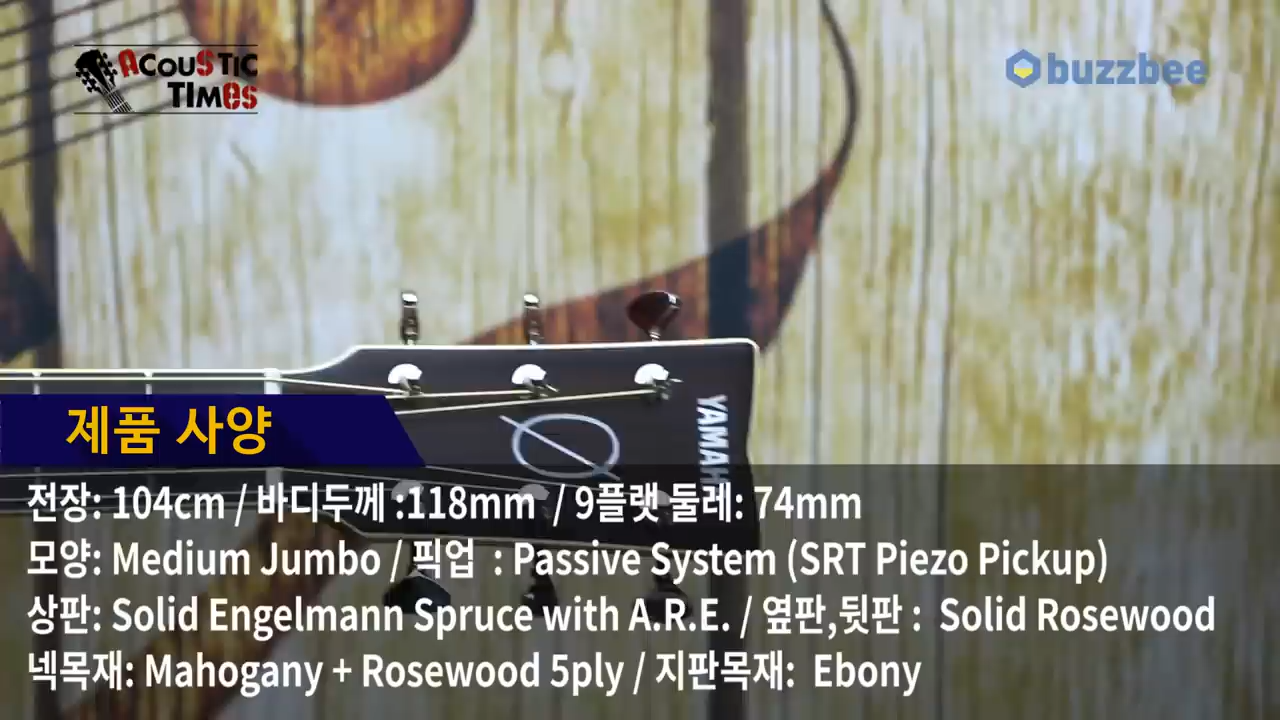 ACOUSTIC
TIMES
buzzbee
YAMAH
제품 사양
전장: 104cm / 바디두께 :118mm / 9플랫 둘레: 74mm
모양: Medium Jumbo / 픽업 : Passive System (SRT Piezo Pickup)
상판: Solid Engelmann Spruce with A.R.E. / 옆판,뒷판 : Solid Rosewood
넥목재: Mahogany + Rosewood 5ply / 지판목재: Ebony